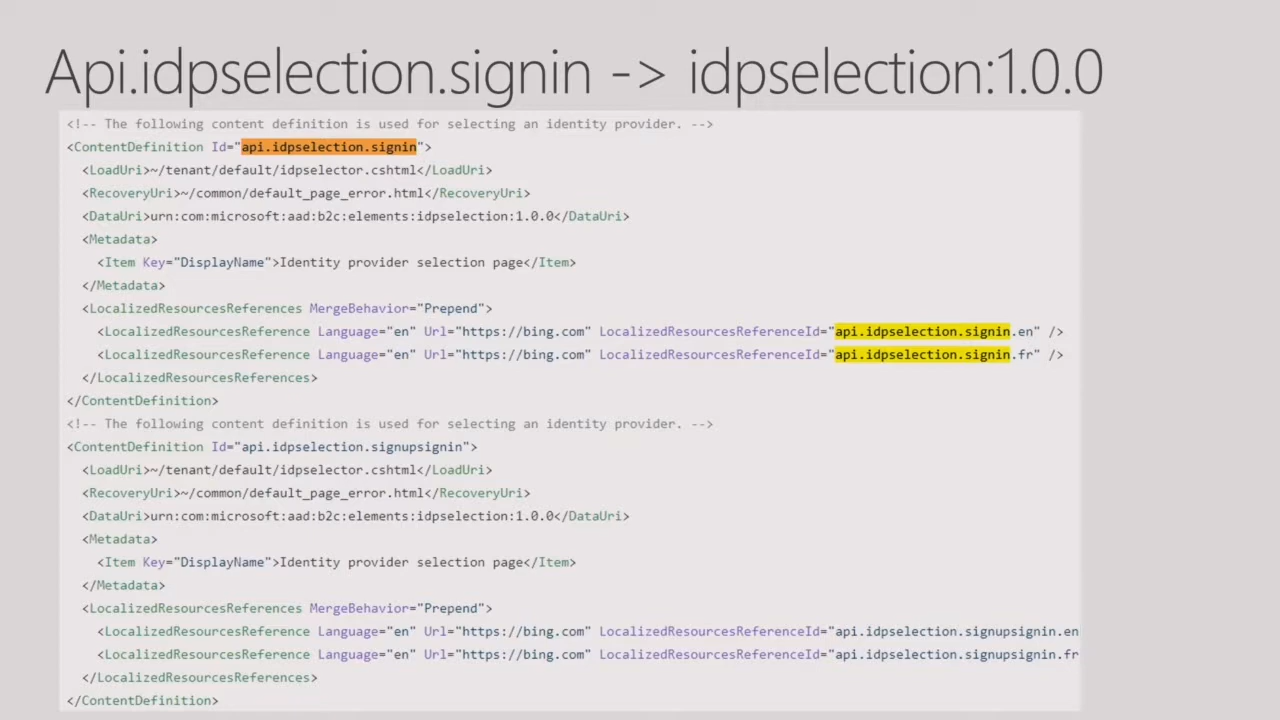 Api.idpselection.signin -> idpselection:1.0.0
<!-- The following content definition is used for selecting an identity provider. -->
<ContentDefinition Id="api.idpselection.signin">
<LoadUri>~/tenant/default/idpselector.cshtml</LoadUri>
<RecoveryUri>~/common/default_page_error.html</RecoveryUri>
<DataUri>urn:com:microsoft:aad:b2c:elements:idpselection:1.0.0</DataUri>
<Metadata>
<Item Key="DisplayName">Identity provider selection page</Item>
</Metadata>
<LocalizedResourcesReferences MergeBehavior="Prepend">
<LocalizedResourcesReference Language="en" Url="https://bing.com" LocalizedResourcesReferenceId="api.idpselection.signin.en" />
<LocalizedResourcesReference Language="en" Url="https://bing.com" LocalizedResourcesReferenceId="api.idpselection.signin.fr" />
</LocalizedResourcesReferences>
</ContentDefinition>
<!-- The following content definition is used for selecting an identity provider. -->
<ContentDefinition Id="api.idpselection.signupsignin">
<LoadUri>~/tenant/default/idpselector.cshtml</LoadUri>
<RecoveryUri>~/common/default_page_error.html</RecoveryUri>
<DataUri>urn:com:microsoft:aad:b2c:elements:idpselection:1.0.0</DataUri>
<Metadata>
<Item Key="DisplayName">Identity provider selection page</Item>
</Metadata>
<LocalizedResourcesReferences MergeBehavior="Prepend">
<LocalizedResourcesReference Language="en" Url="https://bing.com" LocalizedResourcesReferenceId="api.idpselection.signupsignin.en
<LocalizedResourcesReference Language="en" Url="https://bing.com" LocalizedResourcesReferenceId="api.idpselection.signupsignin.fr
</LocalizedResourcesReferences>
</ContentDefinition>